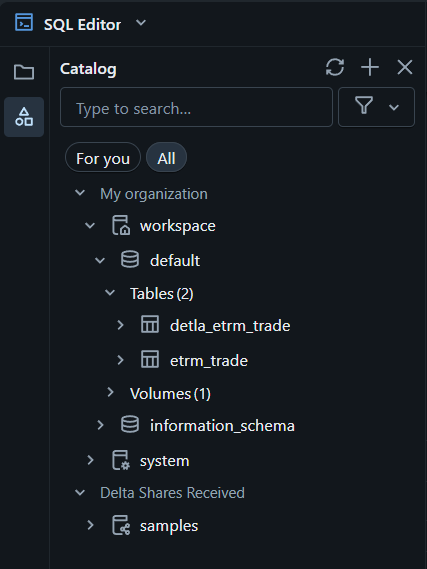 SQL Editor
Catalog
Type to search...
For you
All
My organization
workspace
default
Tables (2)
detla_etrm_trade
etrm_trade
Volumes (1)
information_schema
system
Delta Shares Received
samples